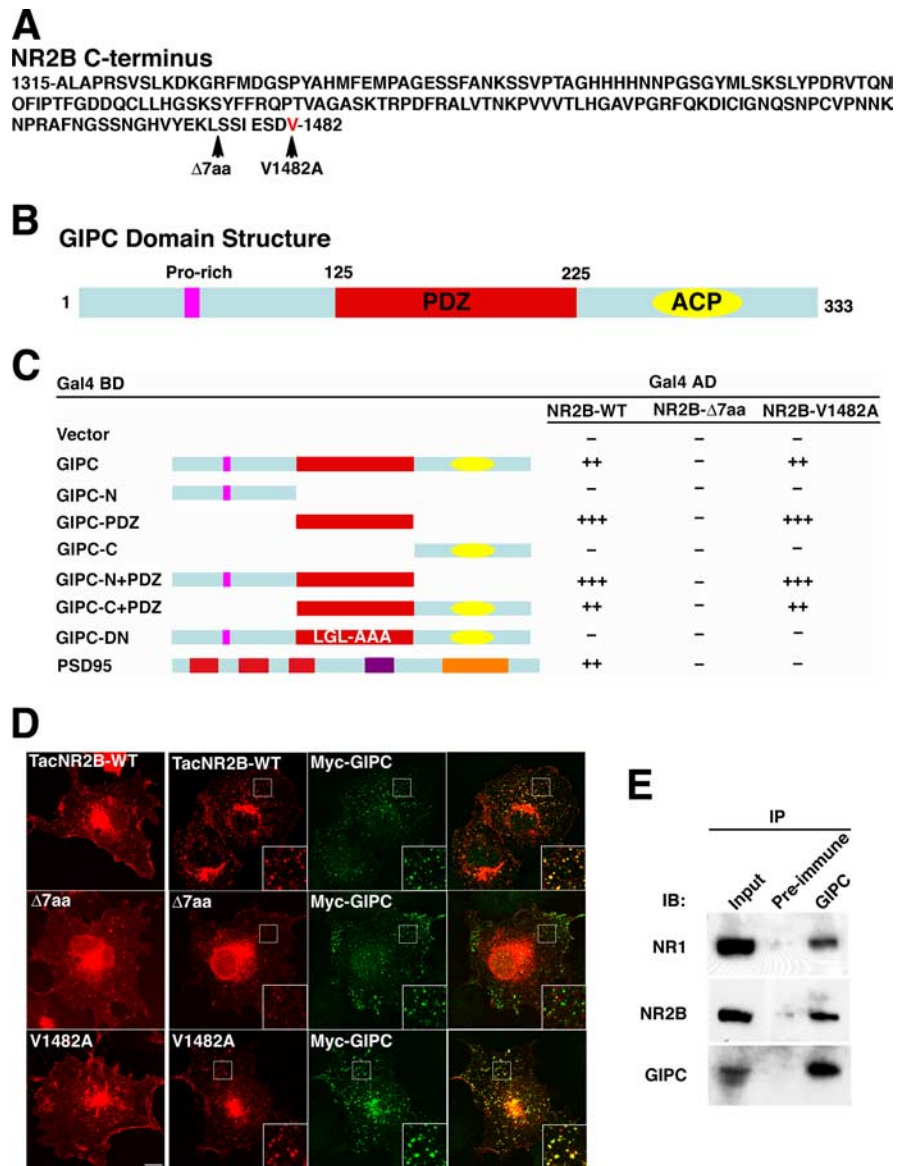 A
NR2B C-terminus
1315-ALAPRSVSLKDKGRFMDGSPYAHMFEMPAGESSFANKSSVPTAGHHHHNNPGSGYMLSKSLYPDRVTQN
OFIPTFGDDQCLLHGSKSYFFRQPTVAGASKTRPDFRALVTNKPVVVTLHGAVPGRFQKDICIGNQSNPCVPNNK
NPRAFNGSSNGHVYEKLSSIESDV-1482
Δ7aa V1482A
B
GIPC Domain Structure
Pro-rich 125 225
1 PDZ ACP 333
C
Gal4 BD Gal4 AD
NR2B-WT NR2B-Δ7aa NR2B-V1482A
Vector – – –
GIPC ++ – ++
GIPC-N – – –
GIPC-PDZ +++ – +++
GIPC-C – – –
GIPC-N+PDZ +++ – +++
GIPC-C+PDZ ++ – ++
GIPC-DN LGL-AAA – – –
PSD95 ++ – –
D
TacNR2B-WT TacNR2B-WT Myc-GIPC
Δ7aa Δ7aa Myc-GIPC
V1482A V1482A Myc-GIPC
E
IP
IB: Input Pre-immune GIPC
NR1
NR2B
GIPC